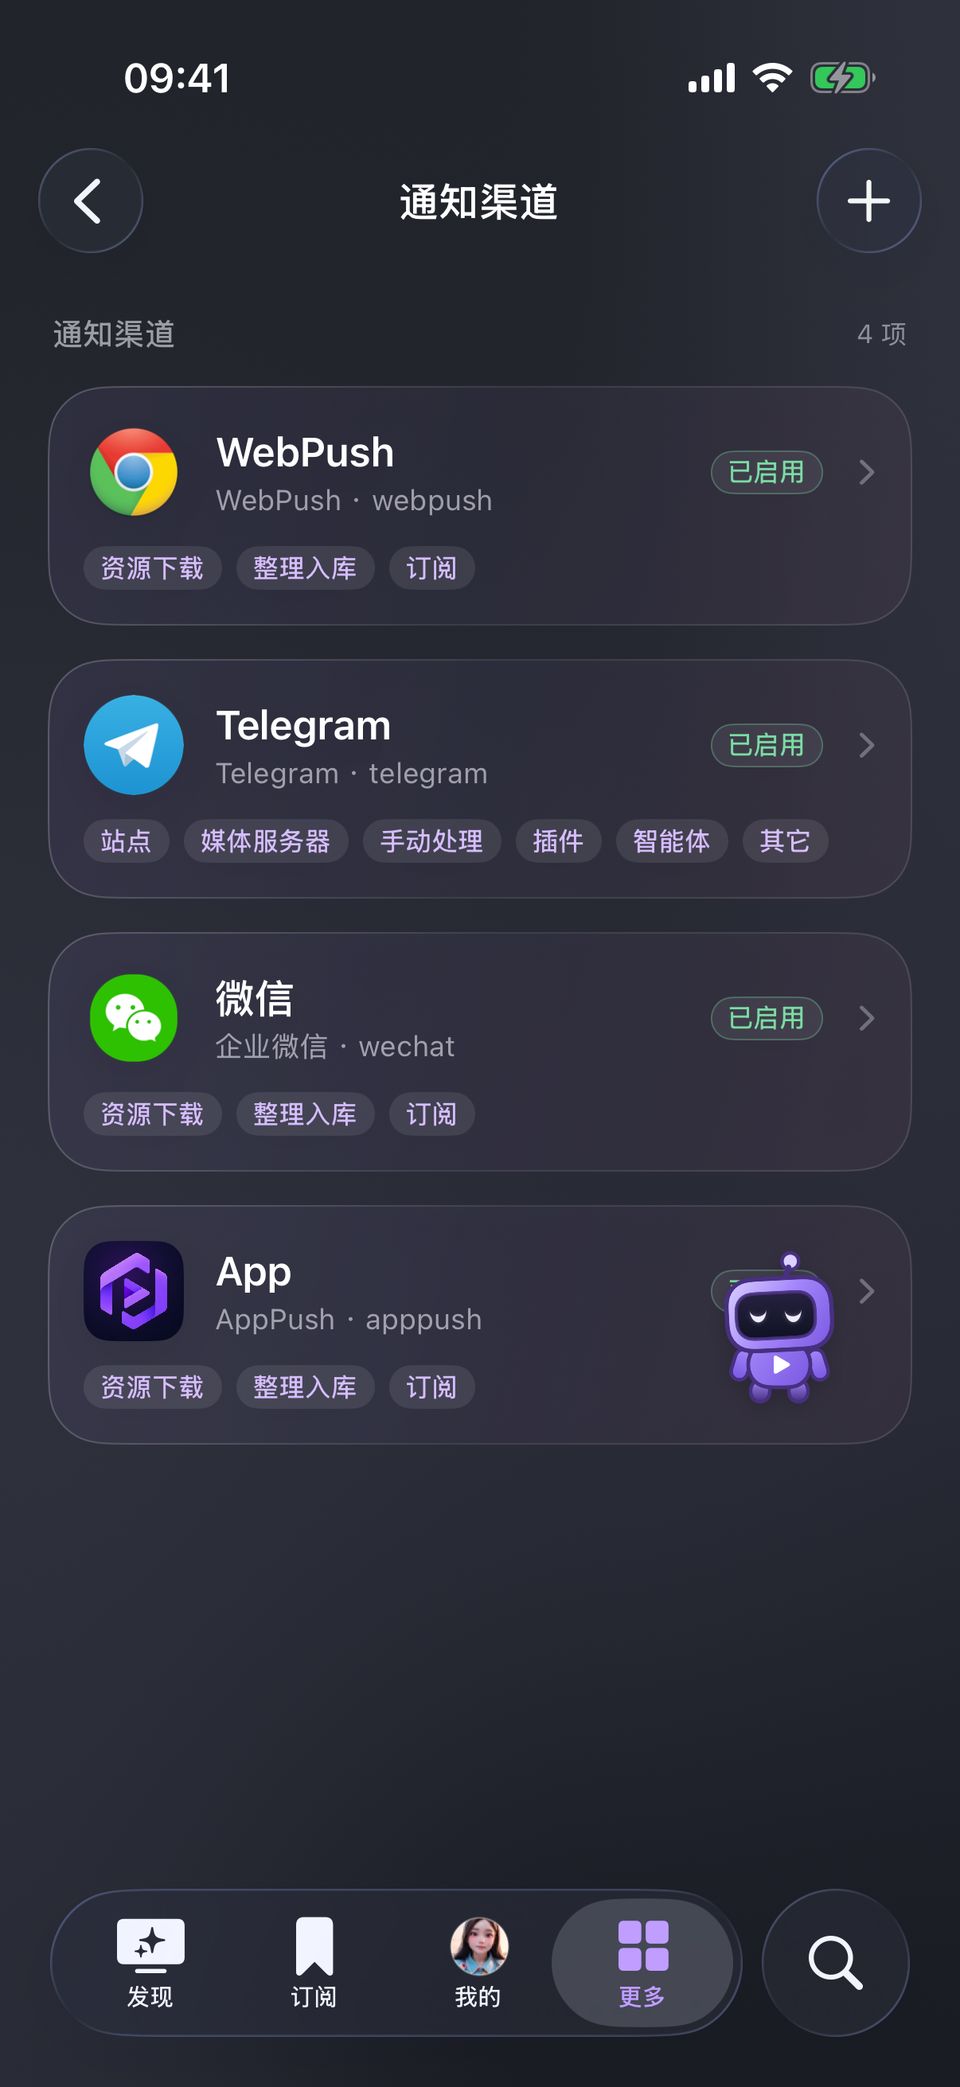 09:41
通知渠道
通知渠道
4 项
WebPush
已启用
WebPush · webpush
资源下载 整理入库 订阅
Telegram
已启用
Telegram · telegram
站点 媒体服务器 手动处理 插件 智能体 其它
微信
已启用
企业微信 · wechat
资源下载 整理入库 订阅
App
AppPush · apppush
资源下载 整理入库 订阅
发现 订阅 我的 更多